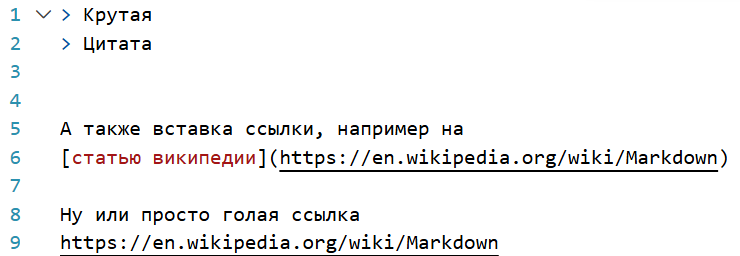 1 > Крутая
2 > Цитата
3
4
5 А также вставка ссылки, например на
6 [статью википедии](https://en.wikipedia.org/wiki/Markdown)
7
8 Ну или просто голая ссылка
9 https://en.wikipedia.org/wiki/Markdown